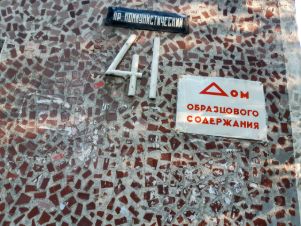 пр. КОММУНИСТИЧЕСКИЙ
41
ДОМ
ОБРАЗЦОВОГО
СОДЕРЖАНИЯ